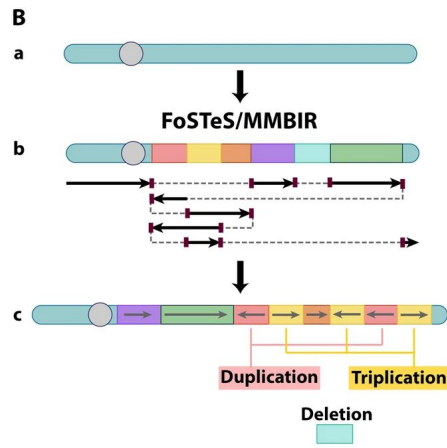 B
a
FoSTeS/MMBIR
b
c
Duplication
Triplication
Deletion